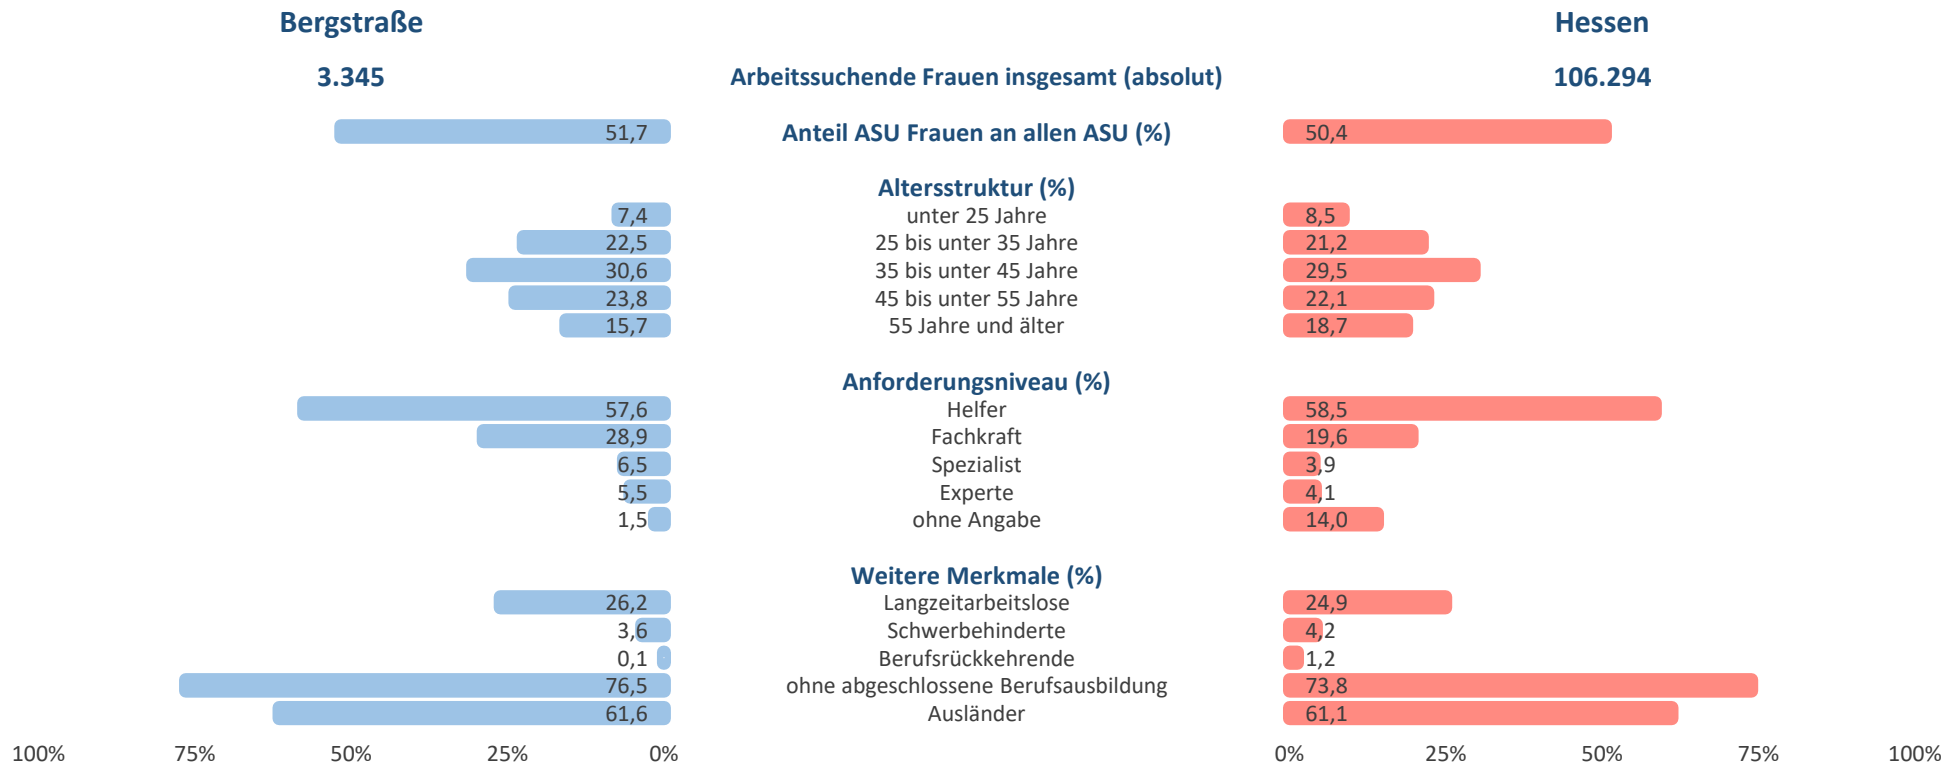 Bergstraße Hessen
3.345 Arbeitssuchende Frauen insgesamt (absolut) 106.294
51,7 Anteil ASU Frauen an allen ASU (%) 50,4
Altersstruktur (%)
7,4 unter 25 Jahre 8,5
22,5 25 bis unter 35 Jahre 21,2
30,6 35 bis unter 45 Jahre 29,5
23,8 45 bis unter 55 Jahre 22,1
15,7 55 Jahre und älter 18,7
Anforderungsniveau (%)
57,6 Helfer 58,5
28,9 Fachkraft 19,6
6,5 Spezialist 3,9
5,5 Experte 4,1
1,5 ohne Angabe 14,0
Weitere Merkmale (%)
26,2 Langzeitarbeitslose 24,9
3,6 Schwerbehinderte 4,2
0,1 Berufsrückkehrende 1,2
76,5 ohne abgeschlossene Berufsausbildung 73,8
61,6 Ausländer 61,1
100% 75% 50% 25% 0% 0% 25% 50% 75% 100%